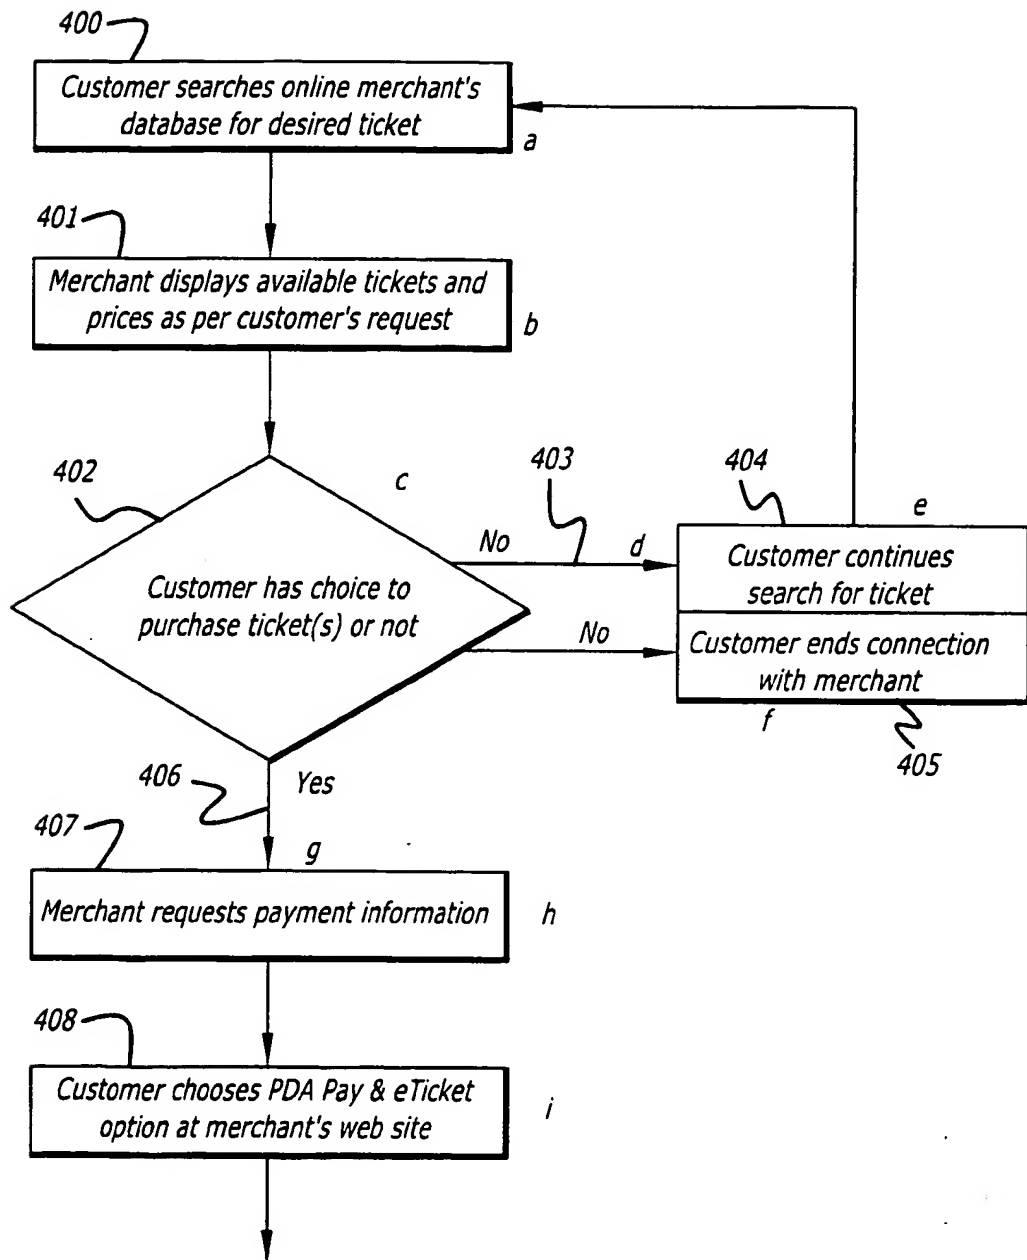 400
Customer searches online merchant's
database for desired ticket
a
401
Merchant displays available tickets and
prices as per customer's request
b
402
c
Customer has choice to
purchase ticket(s) or not
403
No
d
404
e
Customer continues
search for ticket
No
Customer ends connection
with merchant
f
405
406
Yes
g
407
Merchant requests payment information
h
408
Customer chooses PDA Pay & eTicket
option at merchant's web site
i